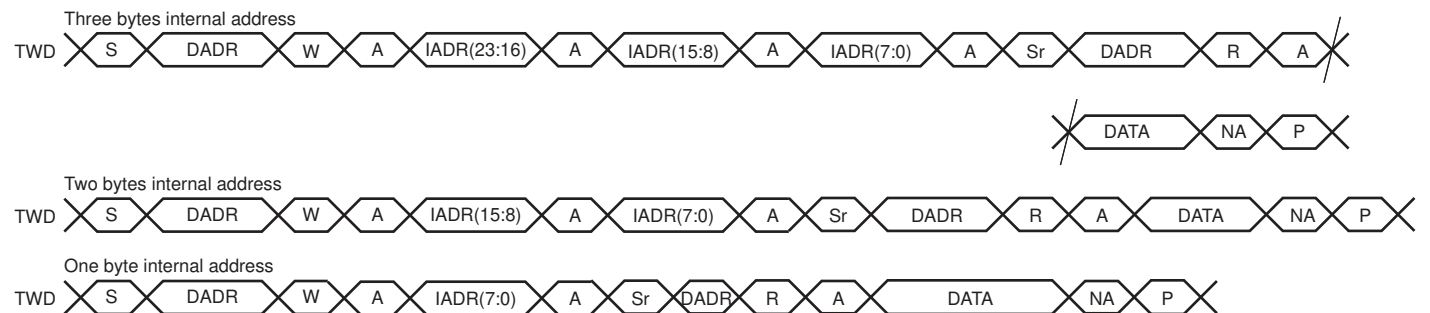 Three bytes internal address
TWD S DADR W A IADR(23:16) A IADR(15:8) A IADR(7:0) A Sr DADR R A
DATA NA P
Two bytes internal address
TWD S DADR W A IADR(15:8) A IADR(7:0) A Sr DADR R A DATA NA P
One byte internal address
TWD S DADR W A IADR(7:0) A Sr DADR R A DATA NA P